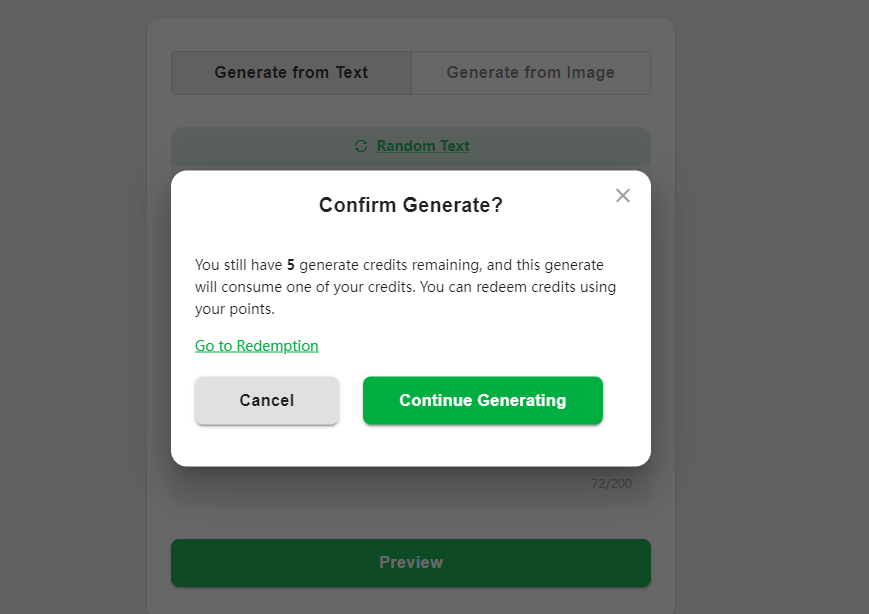 Generate from Text
Generate from Image
Random Text
Confirm Generate?
You still have 5 generate credits remaining, and this generate
will consume one of your credits. You can redeem credits using
your points.
Go to Redemption
Cancel
Continue Generating
72/200
Preview